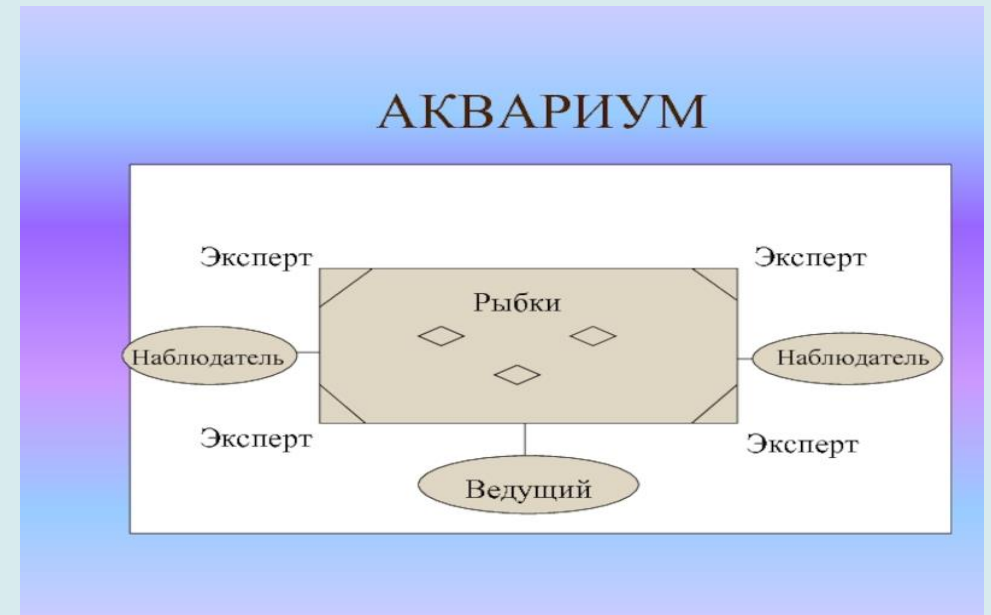 АКВАРИУМ
Эксперт
Эксперт
Рыбки
Наблюдатель
Наблюдатель
Эксперт
Эксперт
Ведущий